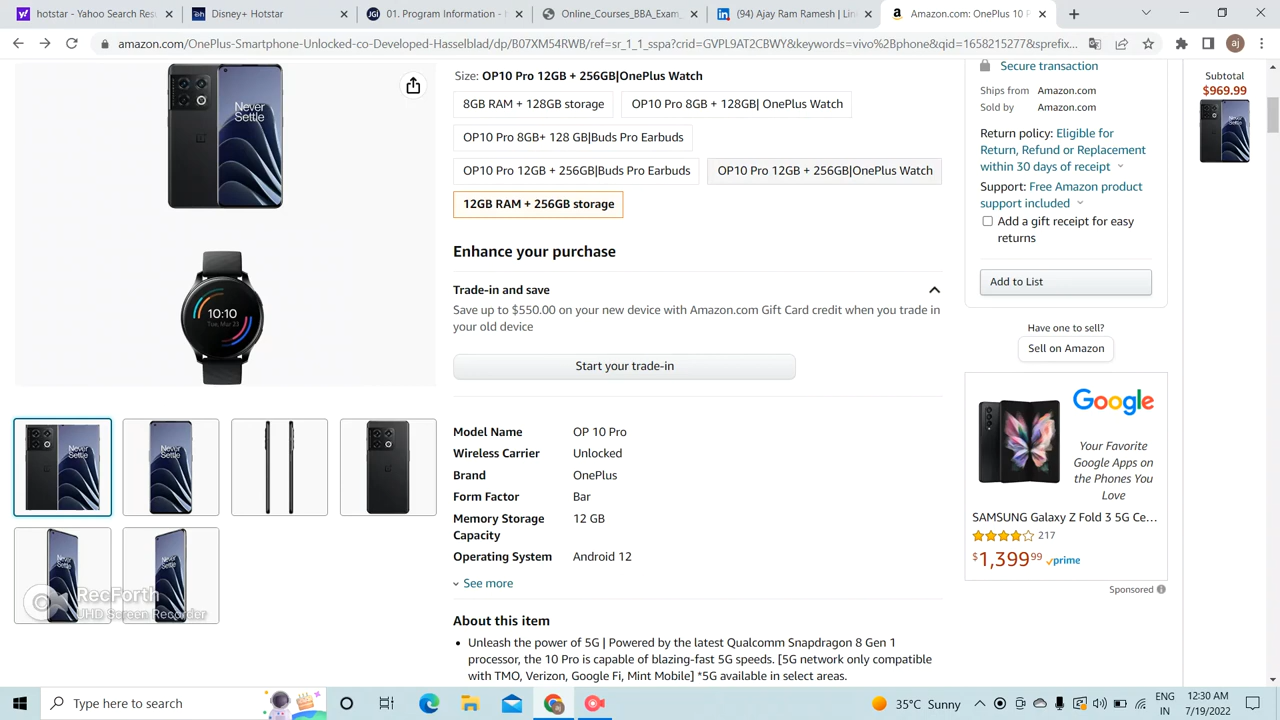 hotstar - Yahoo Search Resu
Disney+ Hotstar
01. Program Information - I
Online_Courses_BBA_Exam_
(94) Ajay Ram Ramesh | Lin
Amazon.com: OnePlus 10 P
amazon.com/OnePlus-Smartphone-Unlocked-co-Developed-Hasselbl /dp/B07XM54RWB/ref=sr_1_1_sspa?crid=GVPL9AT2CBWY&keywords=vivo%2Bphone&qid=1658215277&sprefix...
aj
Size: OP10 Pro 12GB + 256GB|OnePlus Watch
8GB RAM + 128GB storage
OP10 Pro 8GB + 128GB| OnePlus Watch
OP10 Pro 8GB+ 128 GB|Buds Pro Earbuds
OP10 Pro 12GB + 256GB|Buds Pro Earbuds
OP10 Pro 12GB + 256GB|OnePlus Watch
12GB RAM + 256GB storage
Never
Settle
10:10
Tue, Mar 23
Enhance your purchase
Trade-in and save
Save up to $550.00 on your new device with Amazon.com Gift Card credit when you trade in
your old device
Start your trade-in
Model Name OP 10 Pro
Wireless Carrier Unlocked
Brand OnePlus
Form Factor Bar
Memory Storage 12 GB
Capacity
Operating System Android 12
See more
About this item
• Unleash the power of 5G | Powered by the latest Qualcomm Snapdragon 8 Gen 1
processor, the 10 Pro is capable of blazing-fast 5G speeds. [5G network only compatible
with TMO, Verizon, Google Fi, Mint Mobile] *5G available in select areas.
Secure transaction
Ships from Amazon.com
Sold by Amazon.com
Return policy: Eligible for
Return, Refund or Replacement
within 30 days of receipt
Support: Free Amazon product
support included
Add a gift receipt for easy
returns
Add to List
Have one to sell?
Sell on Amazon
Google
Your Favorite
Google Apps on
the Phones You
Love
SAMSUNG Galaxy Z Fold 3 5G Ce...
217
$1,399.99 prime
Sponsored
Subtotal
$969.99
RecForth
UHD Screen Recorder
Type here to search
35°C Sunny
ENG
IN
12:30 AM
7/19/2022